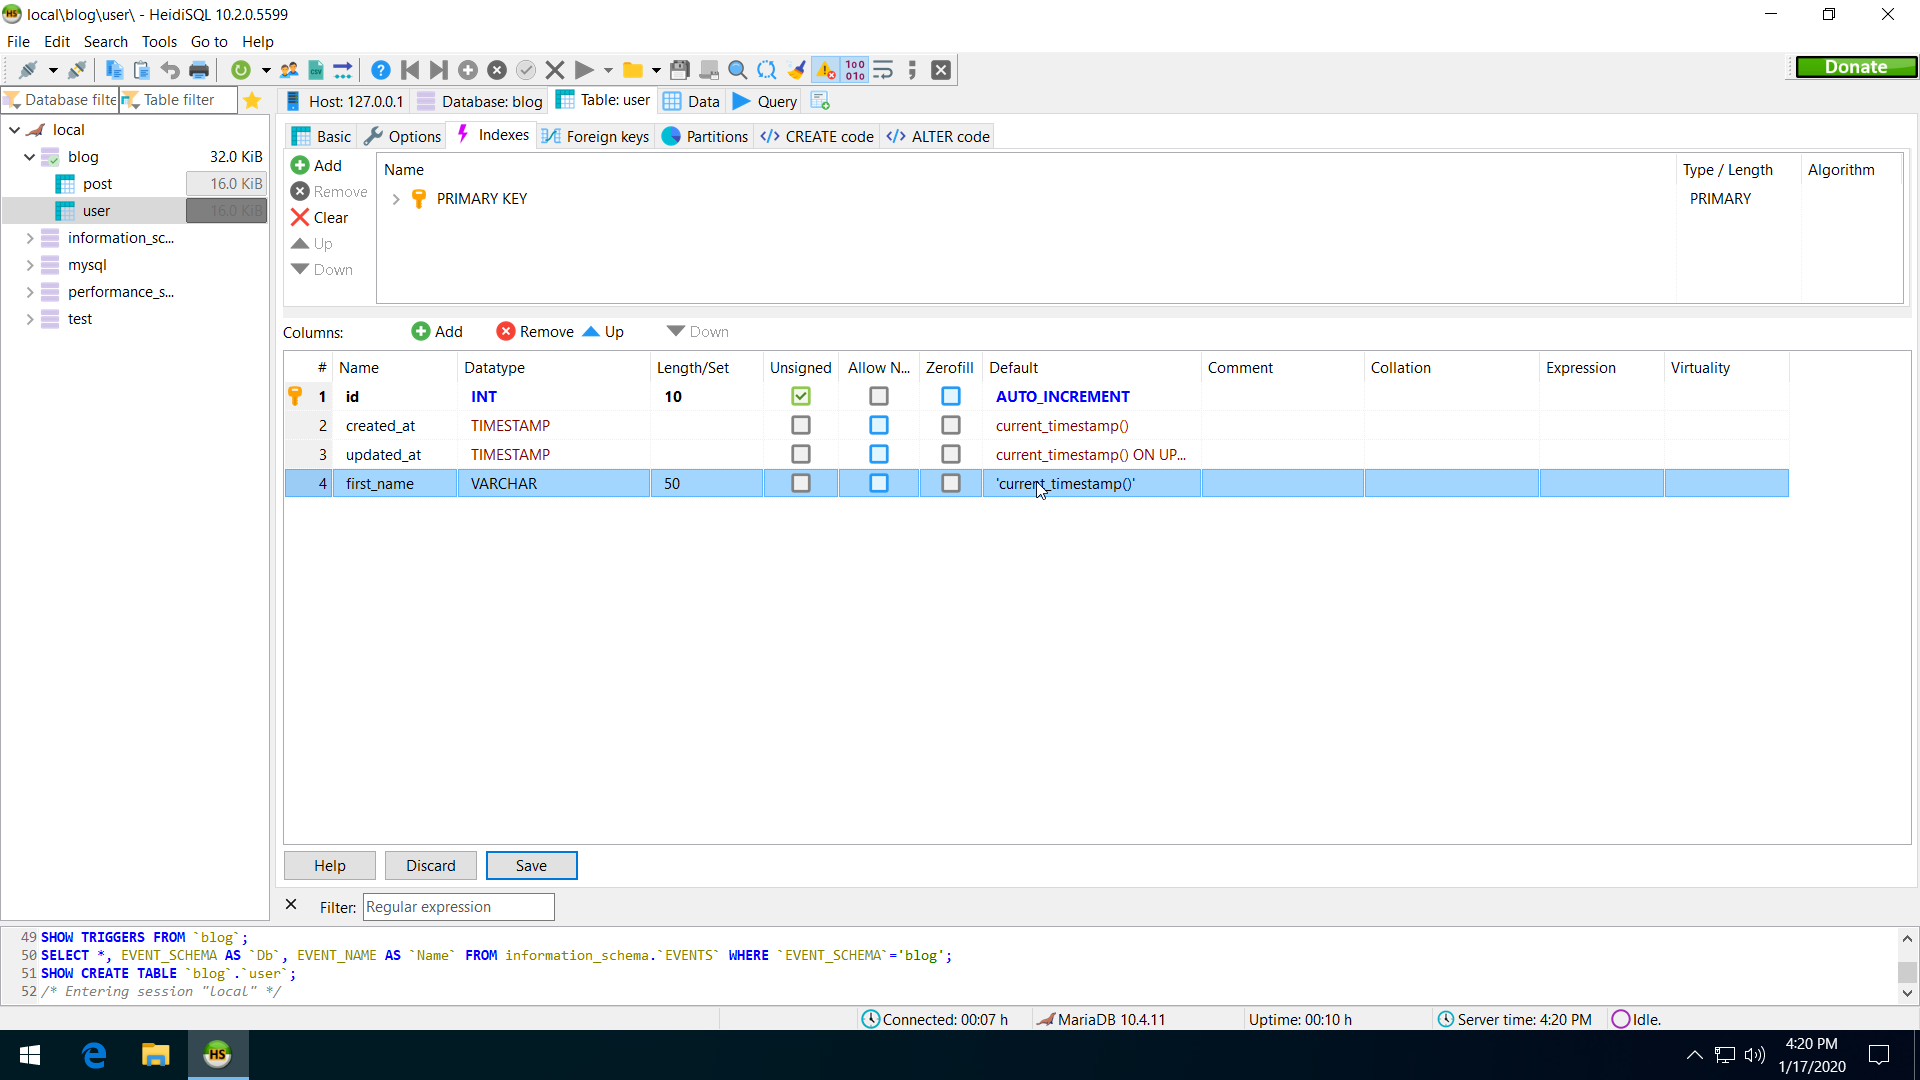 local\blog\user\ - HeidiSQL 10.2.0.5599
File Edit Search Tools Go to Help
Donate
Database filte Table filter Host: 127.0.0.1 Database: blog Table: user Data Query
local
blog 32.0 KiB
post 16.0 KiB
user 16.0 KiB
information_sc...
mysql
performance_s...
test
Basic Options Indexes Foreign keys Partitions CREATE code ALTER code
Add
Remove
Clear
Up
Down
Name Type / Length Algorithm
PRIMARY KEY PRIMARY
Columns: Add Remove Up Down
# Name Datatype Length/Set Unsigned Allow N... Zerofill Default Comment Collation Expression Virtuality
1 id INT 10 AUTO_INCREMENT
2 created_at TIMESTAMP current_timestamp()
3 updated_at TIMESTAMP current_timestamp() ON UP...
4 first_name VARCHAR 50 'current_timestamp()'
Help Discard Save
Filter: Regular expression
49 SHOW TRIGGERS FROM `blog`;
50 SELECT *, EVENT_SCHEMA AS `Db`, EVENT_NAME AS `Name` FROM information_schema.`EVENTS` WHERE `EVENT_SCHEMA`='blog';
51 SHOW CREATE TABLE `blog`.`user`;
52 /* Entering session "local" */
Connected: 00:07 h MariaDB 10.4.11 Uptime: 00:10 h Server time: 4:20 PM Idle.
HS
4:20 PM
1/17/2020